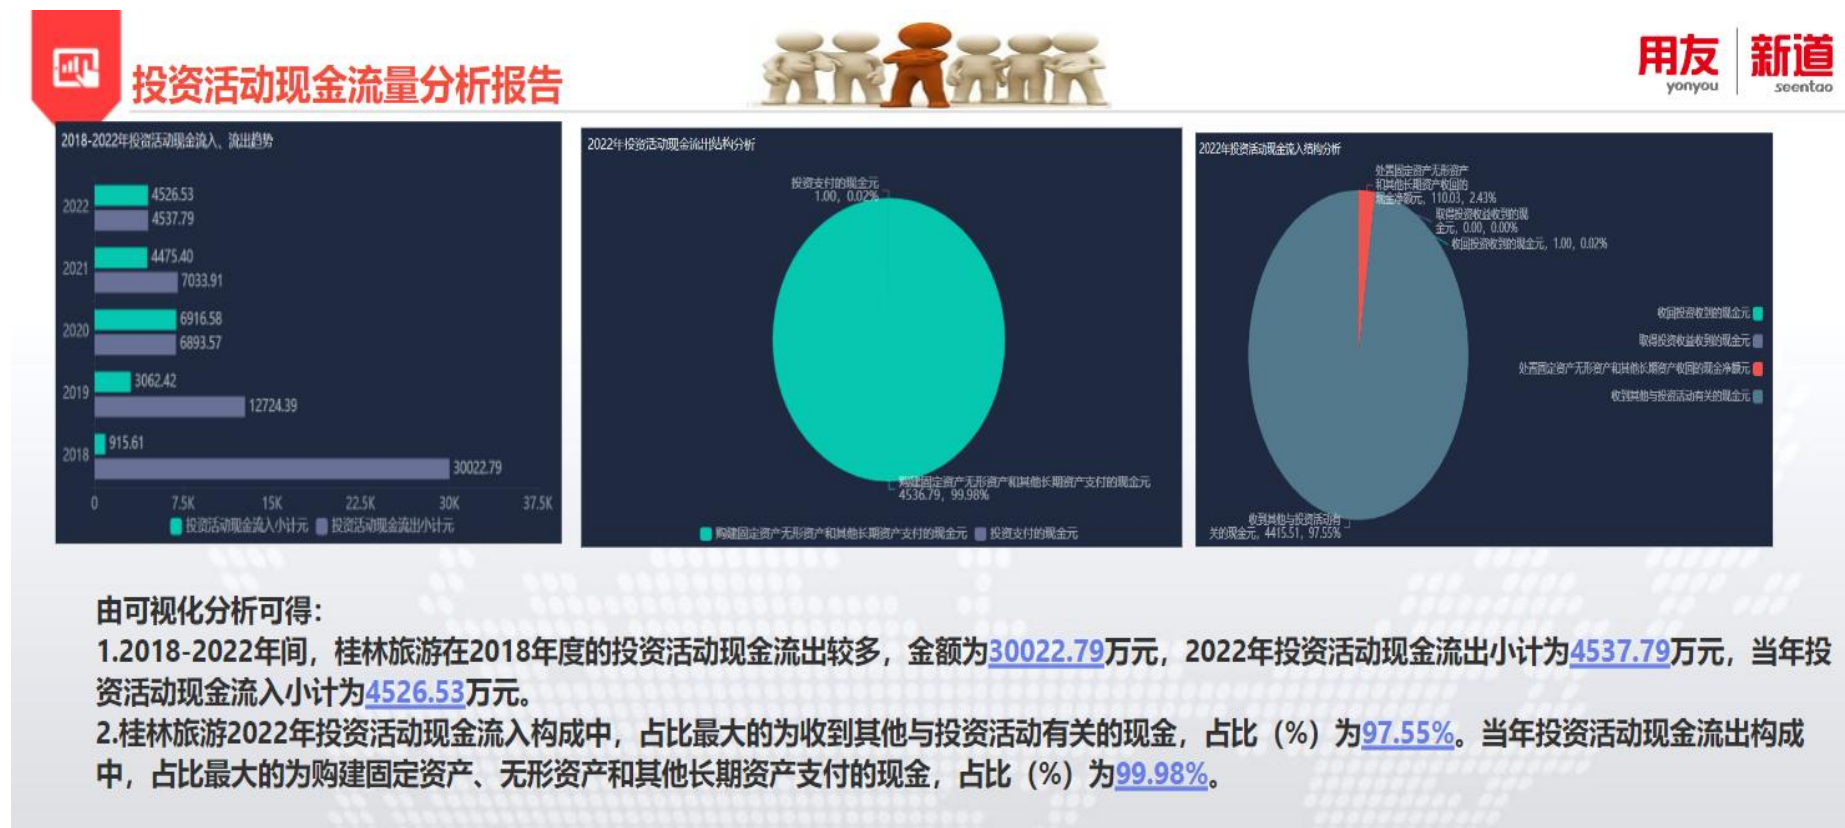 投资活动现金流量分析报告
用友 新道
yonyou seentao
2018-2022年投资活动现金流入、流出趋势
2022
4526.53
4537.79
2021
4475.40
7033.91
2020
6916.58
6893.57
2019
3062.42
12724.39
2018
915.61
30022.79
0 7.5K 15K 22.5K 30K 37.5K
投资活动现金流入小计元 投资活动现金流出小计元
2022年投资活动现金流出结构分析
投资支付的现金元
1.00, 0.02%
购建固定资产无形资产和其他长期资产支付的现金元
4536.79, 99.98%
购建固定资产无形资产和其他长期资产支付的现金元 投资支付的现金元
2022年投资活动现金流入结构分析
处置固定资产无形资产
和其他长期资产收回的
现金净额元, 110.03, 2.43%
取得投资收益收到的现
金元, 0.00, 0.00%
收回投资收到的现金元, 1.00, 0.02%
收回投资收到的现金元
取得投资收益收到的现金元
处置固定资产无形资产和其他长期资产收回的现金净额元
收到其他与投资活动有关的现金元
收到其他与投资活动有
关的现金元, 4415.51, 97.55%
由可视化分析可得：
1.2018-2022年间，桂林旅游在2018年度的投资活动现金流出较多，金额为30022.79万元，2022年投资活动现金流出小计为4537.79万元，当年投
资活动现金流入小计为4526.53万元。
2.桂林旅游2022年投资活动现金流入构成中，占比最大的为收到其他与投资活动有关的现金，占比（%）为97.55%。当年投资活动现金流出构成
中，占比最大的为购建固定资产、无形资产和其他长期资产支付的现金，占比（%）为99.98%。